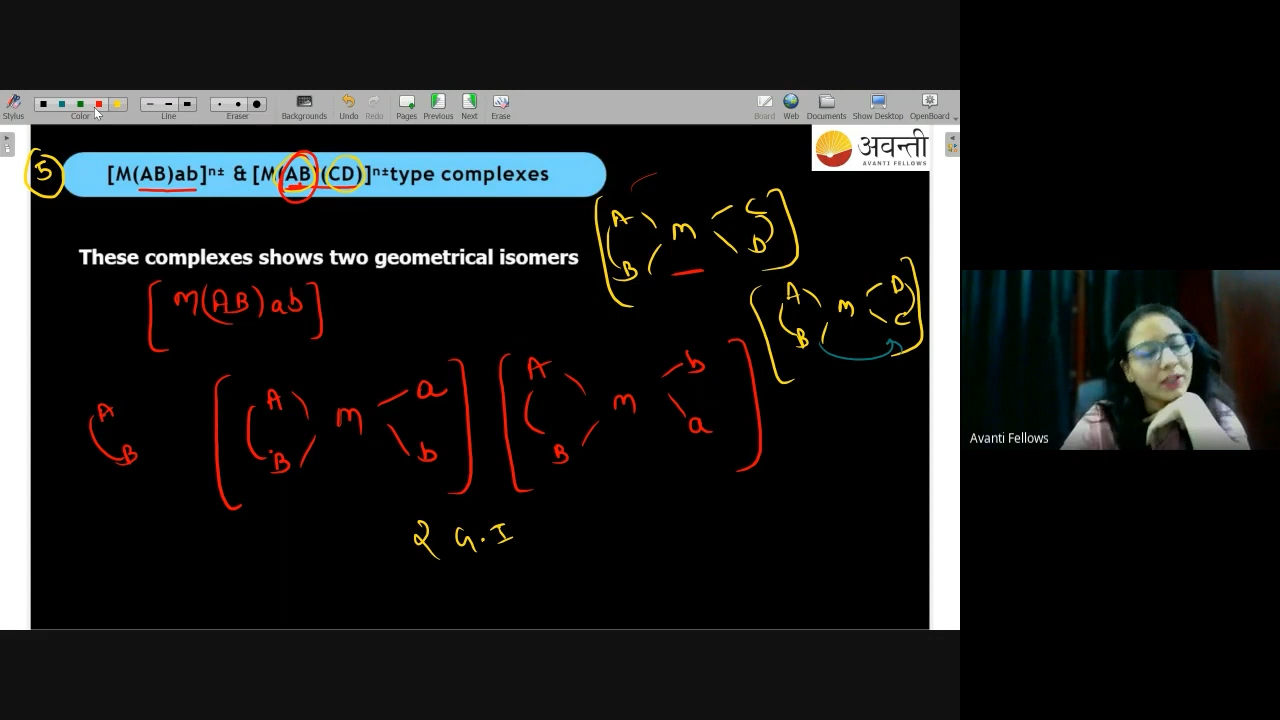 Stylus Color Line Eraser Backgrounds Undo Redo Pages Previous Next Erase Board Web Documents Show Desktop OpenBoard
अवन्ती
AVANTI FELLOWS
5
[M(AB)ab]ⁿ± & [M(AB)(CD)]ⁿ±type complexes
These complexes shows two geometrical isomers
[M(AB)ab]
A B M C D
A B M D C
A B
A B M a b
A B M b a
2 G.I
Avanti Fellows